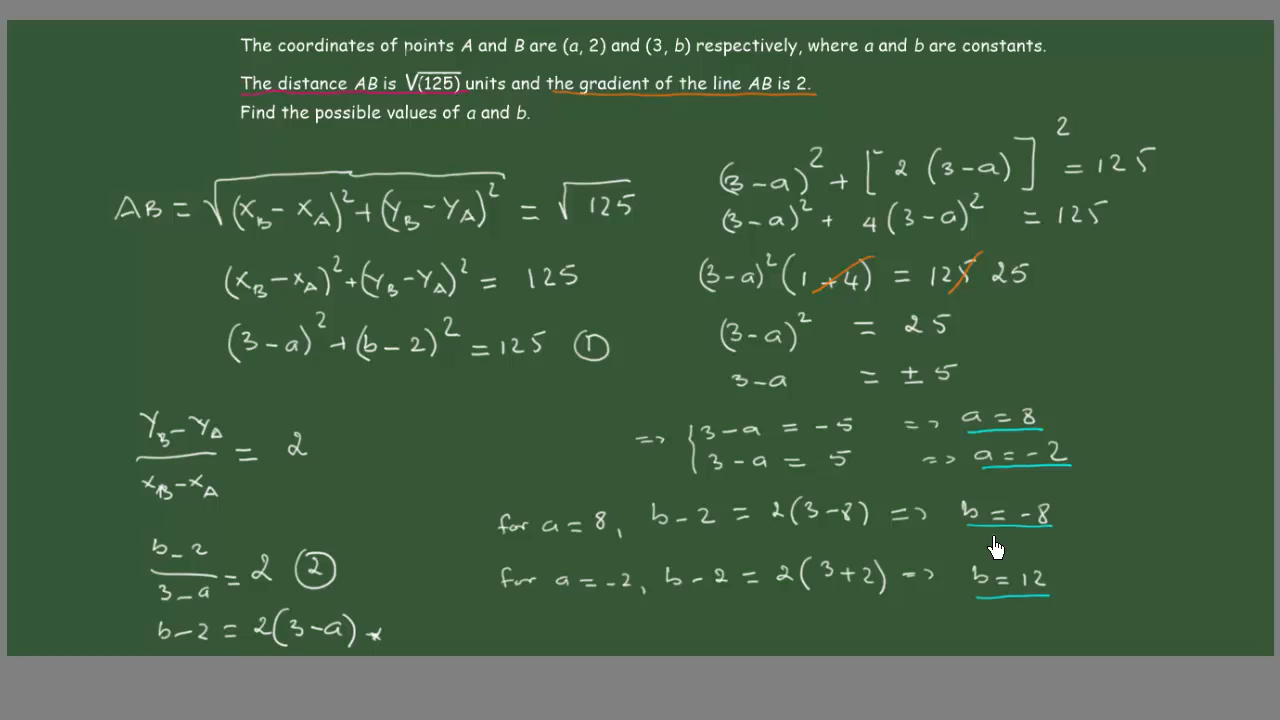 The coordinates of points A and B are (a, 2) and (3, b) respectively, where a and b are constants.
The distance AB is √(125) units and the gradient of the line AB is 2.
Find the possible values of a and b.
AB = √(x_B − x_A)² + (y_B − y_A)² = √125
(x_B − x_A)² + (y_B − y_A)² = 125
(3 − a)² + (b − 2)² = 125 ①
y_B − y_A / x_B − x_A = 2
b − 2 / 3 − a = 2 ②
b − 2 = 2(3 − a) *
(3 − a)² + [2 (3 − a)]² = 125
(3 − a)² + 4(3 − a)² = 125
(3 − a)² (1 + 4) = 125 25
(3 − a)² = 25
3 − a = ± 5
=> { 3 − a = −5 => a = 8
3 − a = 5 => a = −2
for a = 8, b − 2 = 2(3 − 8) => b = −8
for a = −2, b − 2 = 2(3 + 2) => b = 12